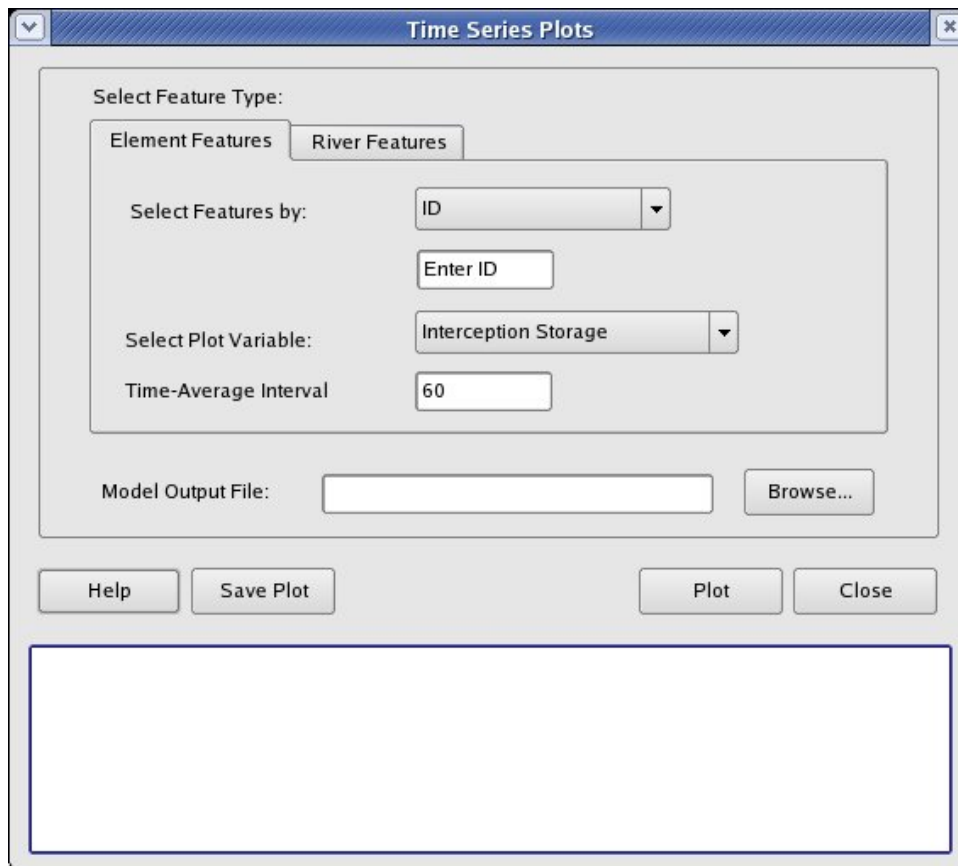 Time Series Plots
Select Feature Type:
Element Features
River Features
Select Features by:
ID
Enter ID
Select Plot Variable:
Interception Storage
Time-Average Interval
60
Model Output File:
Browse...
Help
Save Plot
Plot
Close